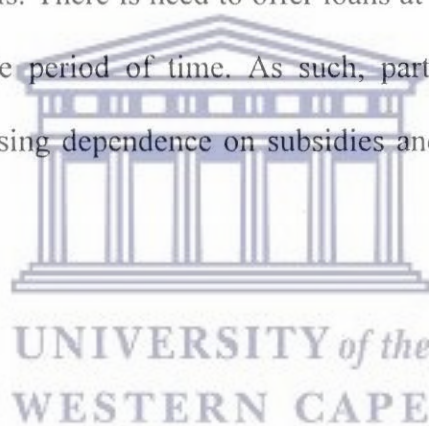 us. There is need to offer loans at
e period of time. As such, part
sing dependence on subsidies and
UNIVERSITY of the
WESTERN CAPE